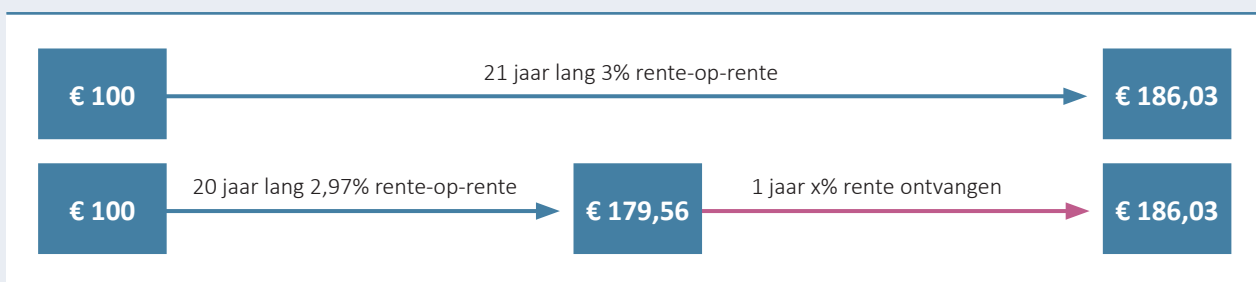 € 100
21 jaar lang 3% rente-op-rente
€ 186,03
€ 100
20 jaar lang 2,97% rente-op-rente
€ 179,56
1 jaar x% rente ontvangen
€ 186,03